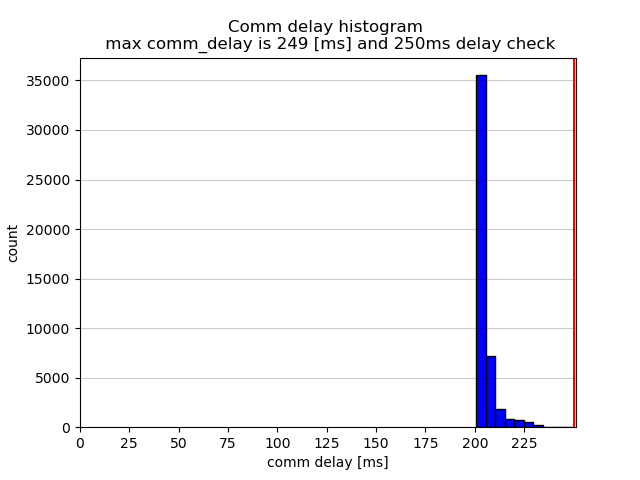 Comm delay histogram
max comm_delay is 249 [ms] and 250ms delay check
35000
30000
25000
20000
15000
10000
5000
0
count
0 25 50 75 100 125 150 175 200 225
comm delay [ms]